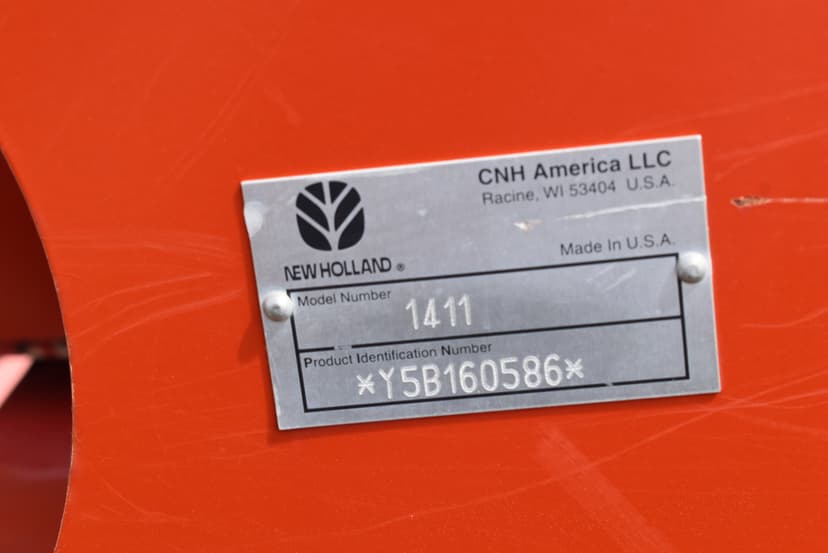 CNH America LLC
Racine, WI 53404 U.S.A.
NEW HOLLAND ®
Made In U.S.A.
Model Number
1411
Product Identification Number
*Y5B160586*